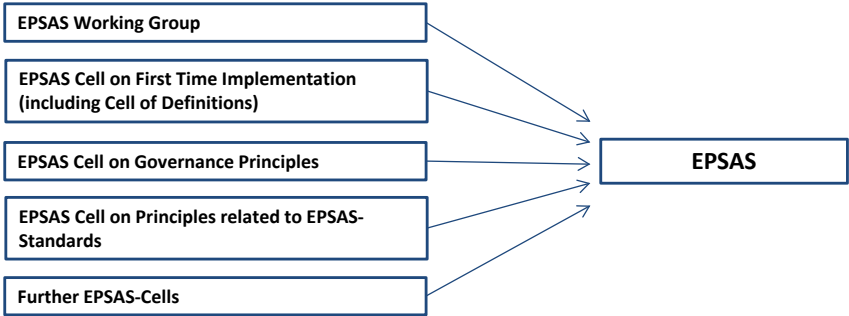 EPSAS Working Group
EPSAS Cell on First Time Implementation
(including Cell of Definitions)
EPSAS Cell on Governance Principles
EPSAS
EPSAS Cell on Principles related to EPSAS-
Standards
Further EPSAS-Cells